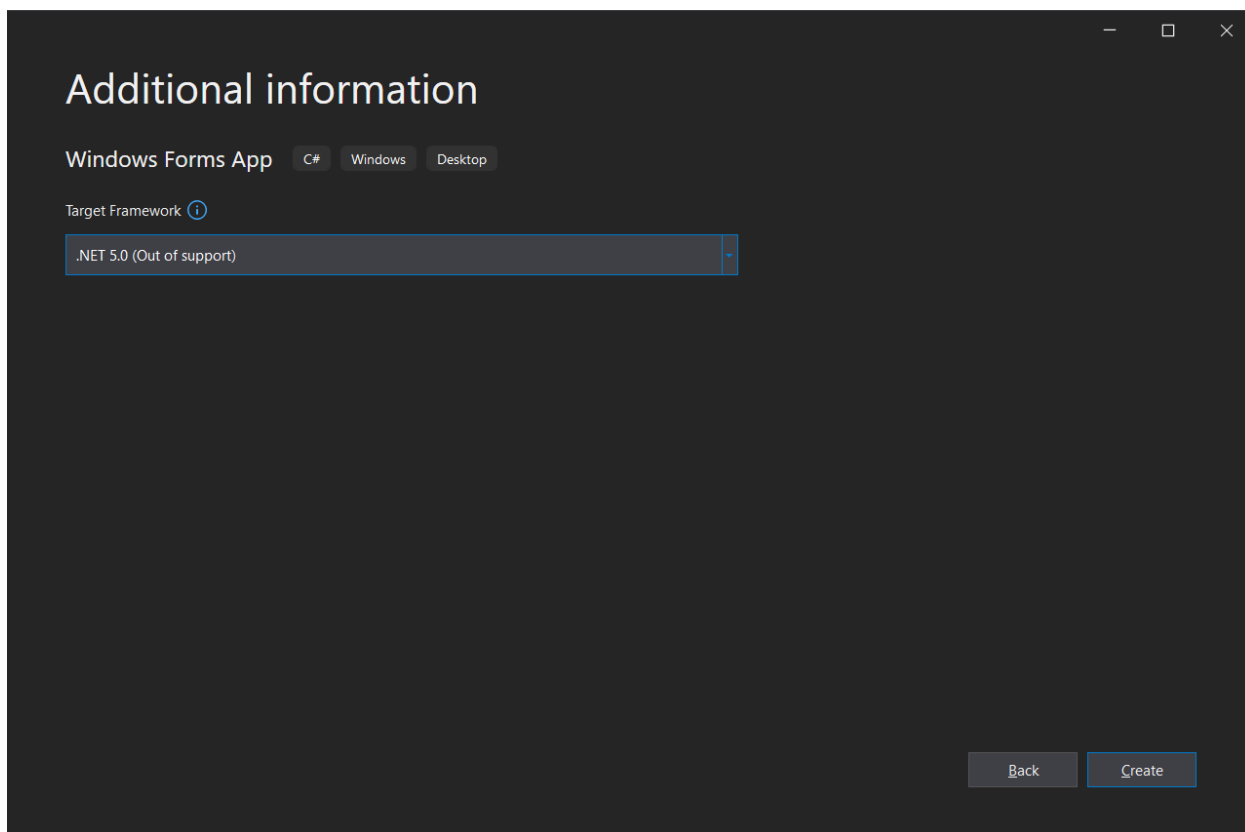 Additional information
Windows Forms App C# Windows Desktop
Target Framework
.NET 5.0 (Out of support)
Back Create